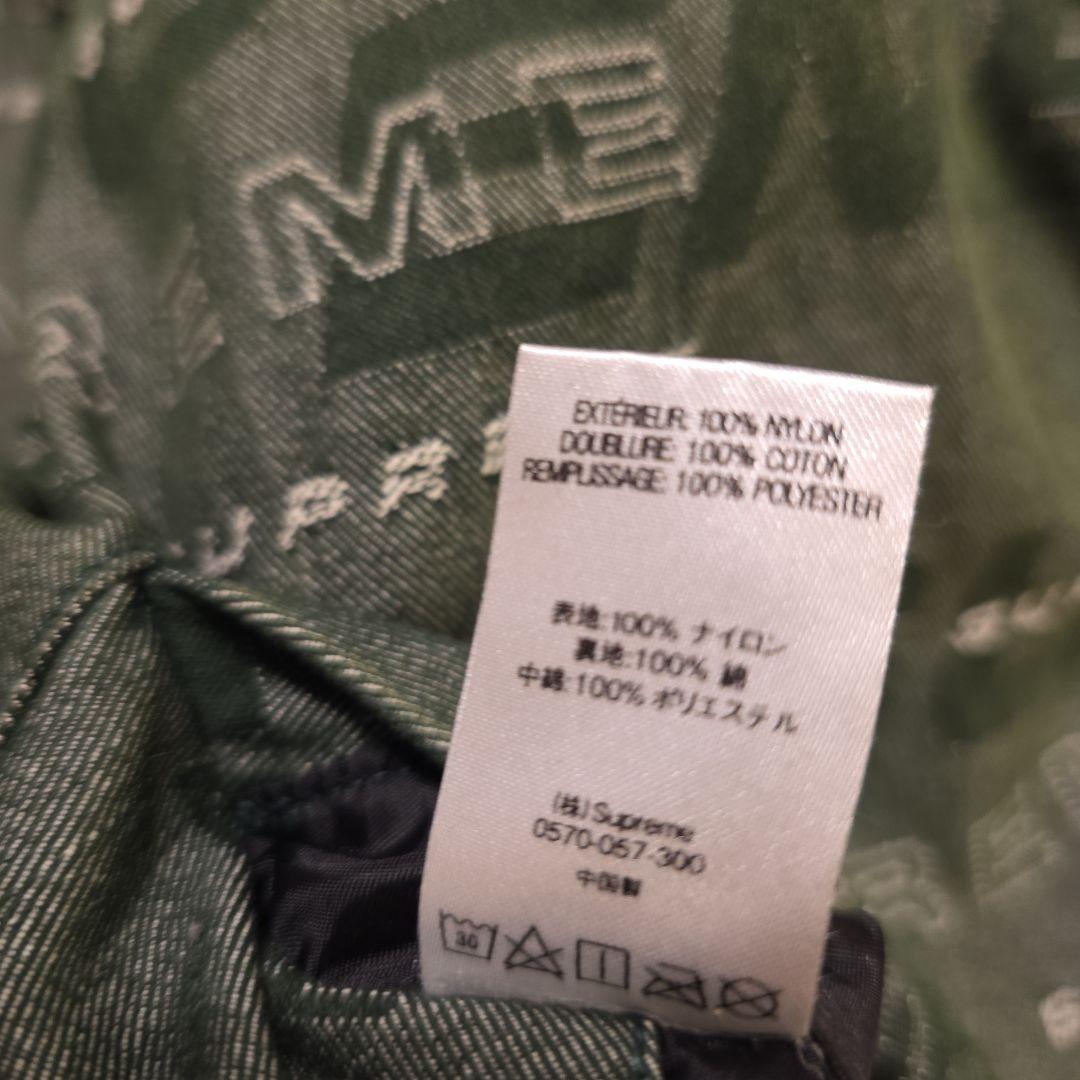 ME
UPRE
EXTÉRIEUR: 100% NYLON
DOUBLURE: 100% COTON
REMPLISSAGE: 100% POLYESTER
表地:100% ナイロン
裏地:100% 綿
中綿:100% ポリエステル
(株)Supreme
0570-057-300
中国製
30